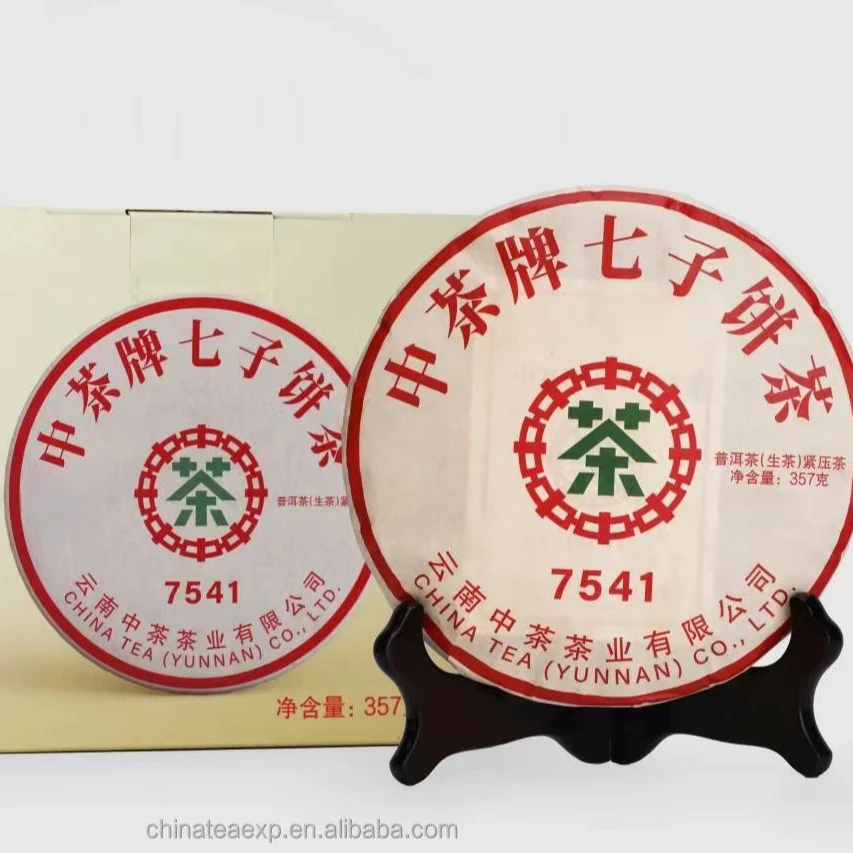 中茶牌七子饼茶
茶
普洱茶(生茶)紧
7541
云南中茶茶业有限公司
CHINA TEA (YUNNAN) CO., LTD.
净含量: 357
中茶牌七子饼茶
茶
普洱茶(生茶)紧压茶
净含量: 357克
7541
云南中茶茶业有限公司
CHINA TEA (YUNNAN) CO., LTD.
chinateaexp.en.alibaba.com